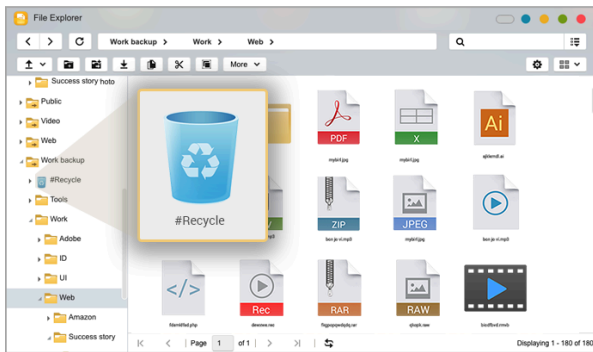 File Explorer
Work backup > Work > Web >
More
Success story hoto
Public
Video
Web
Work backup
#Recycle
Tools
Work
Adobe
ID
UI
Web
Amazon
Success story
#Recycle
PDF
X
Ai
ZIP
JPEG
</>
Rec
RAR
RAW
Page 1 of 1
Displaying 1 - 180 of 180